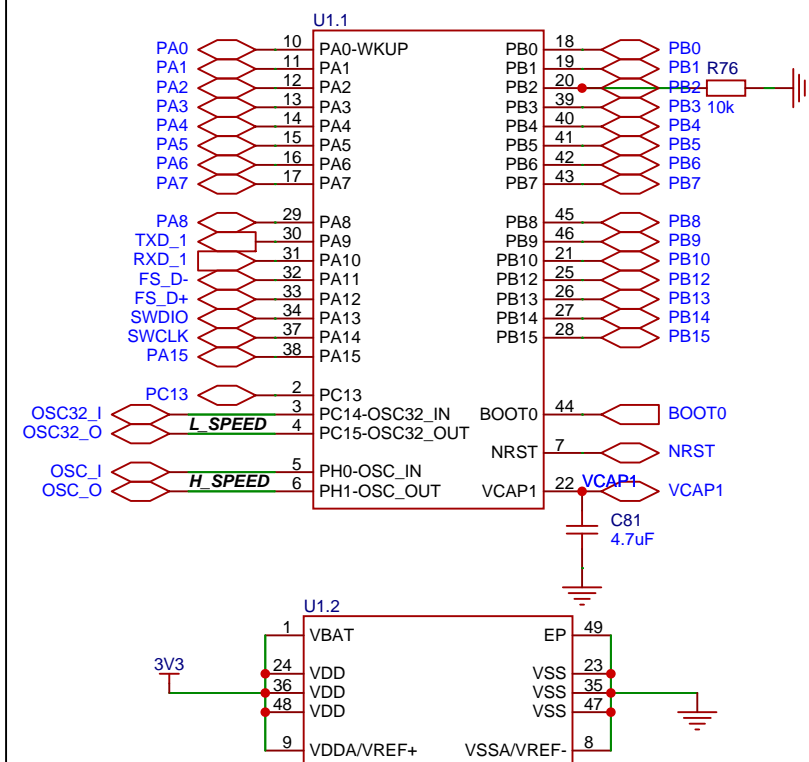 U1.1
PA0 10 PA0-WKUP PB0 18 PB0
PA1 11 PA1 PB1 19 PB1 R76
PA2 12 PA2 PB2 20 PB2
PA3 13 PA3 PB3 39 PB3 10k
PA4 14 PA4 PB4 40 PB4
PA5 15 PA5 PB5 41 PB5
PA6 16 PA6 PB6 42 PB6
PA7 17 PA7 PB7 43 PB7
PA8 29 PA8 PB8 45 PB8
TXD_1 30 PA9 PB9 46 PB9
RXD_1 31 PA10 PB10 21 PB10
FS_D- 32 PA11 PB12 25 PB12
FS_D+ 33 PA12 PB13 26 PB13
SWDIO 34 PA13 PB14 27 PB14
SWCLK 37 PA14 PB15 28 PB15
PA15 38 PA15
PC13 2 PC13
OSC32_I 3 PC14-OSC32_IN BOOT0 44 BOOT0
L_SPEED
OSC32_O 4 PC15-OSC32_OUT
NRST 7 NRST
OSC_I 5 PH0-OSC_IN
H_SPEED VCAP1
OSC_O 6 PH1-OSC_OUT VCAP1 22 VCAP1
C81
4.7uF
U1.2
1 VBAT EP 49
3V3
24 VDD VSS 23
36 VDD VSS 35
48 VDD VSS 47
9 VDDA/VREF+ VSSA/VREF- 8